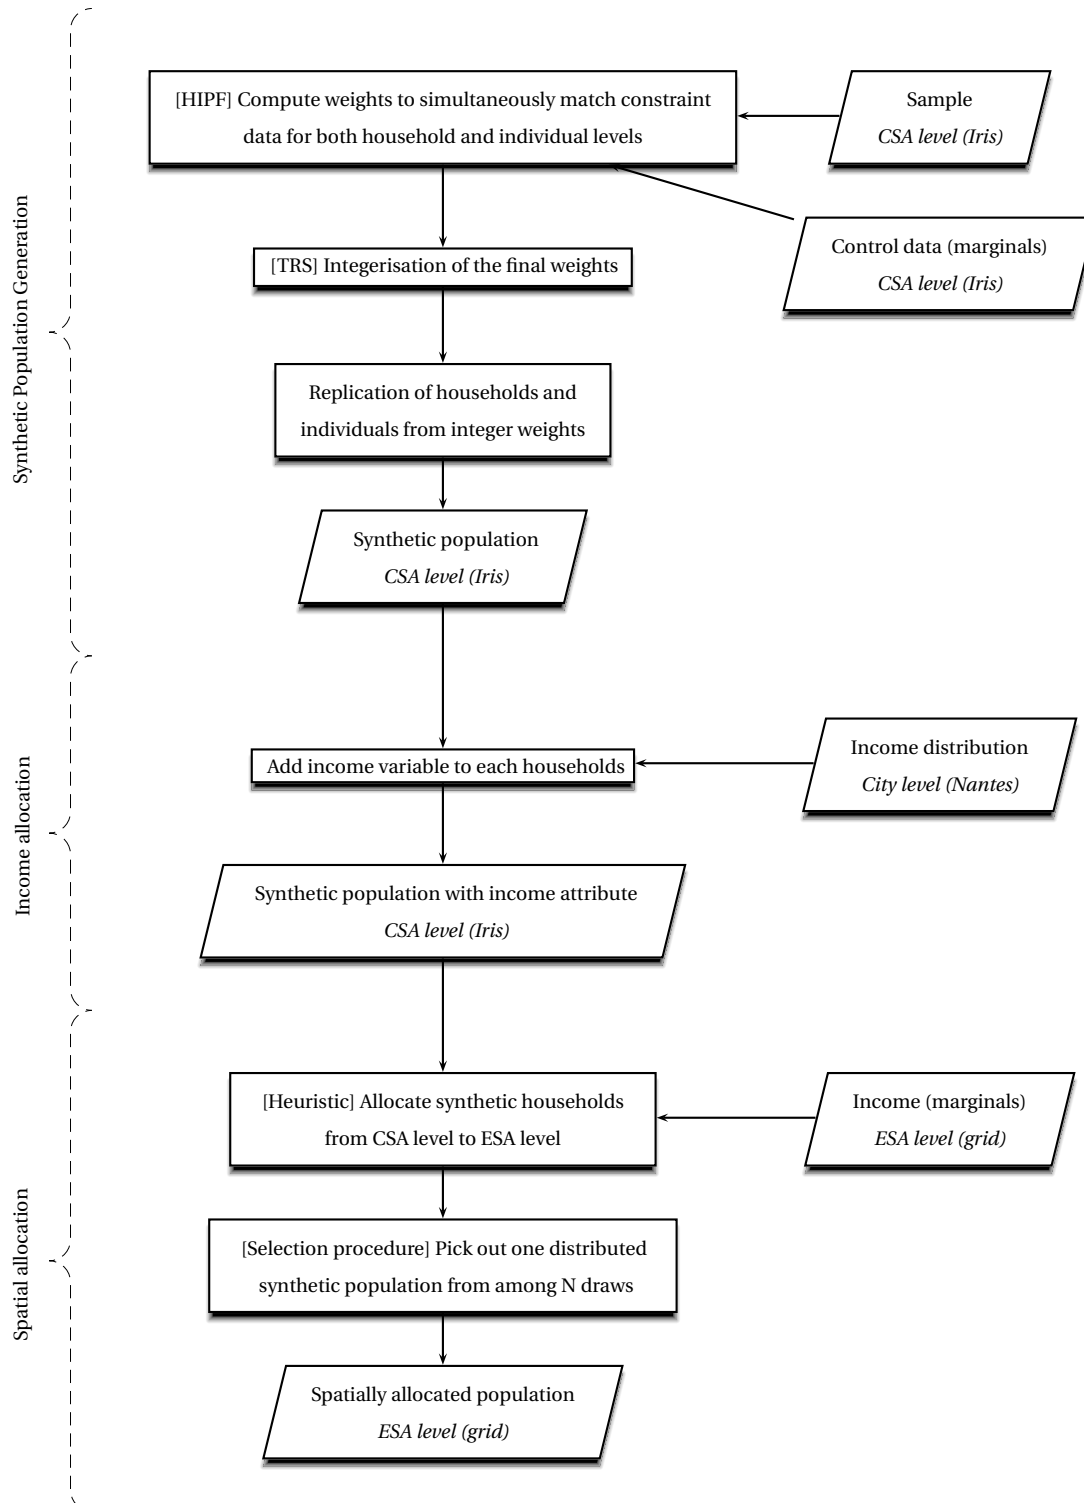 Synthetic Population Generation
[HIPF] Compute weights to simultaneously match constraint
data for both household and individual levels
Sample
CSA level (Iris)
Control data (marginals)
CSA level (Iris)
[TRS] Integerisation of the final weights
Replication of households and
individuals from integer weights
Synthetic population
CSA level (Iris)
Income allocation
Add income variable to each households
Income distribution
City level (Nantes)
Synthetic population with income attribute
CSA level (Iris)
Spatial allocation
[Heuristic] Allocate synthetic households
from CSA level to ESA level
Income (marginals)
ESA level (grid)
[Selection procedure] Pick out one distributed
synthetic population from among N draws
Spatially allocated population
ESA level (grid)